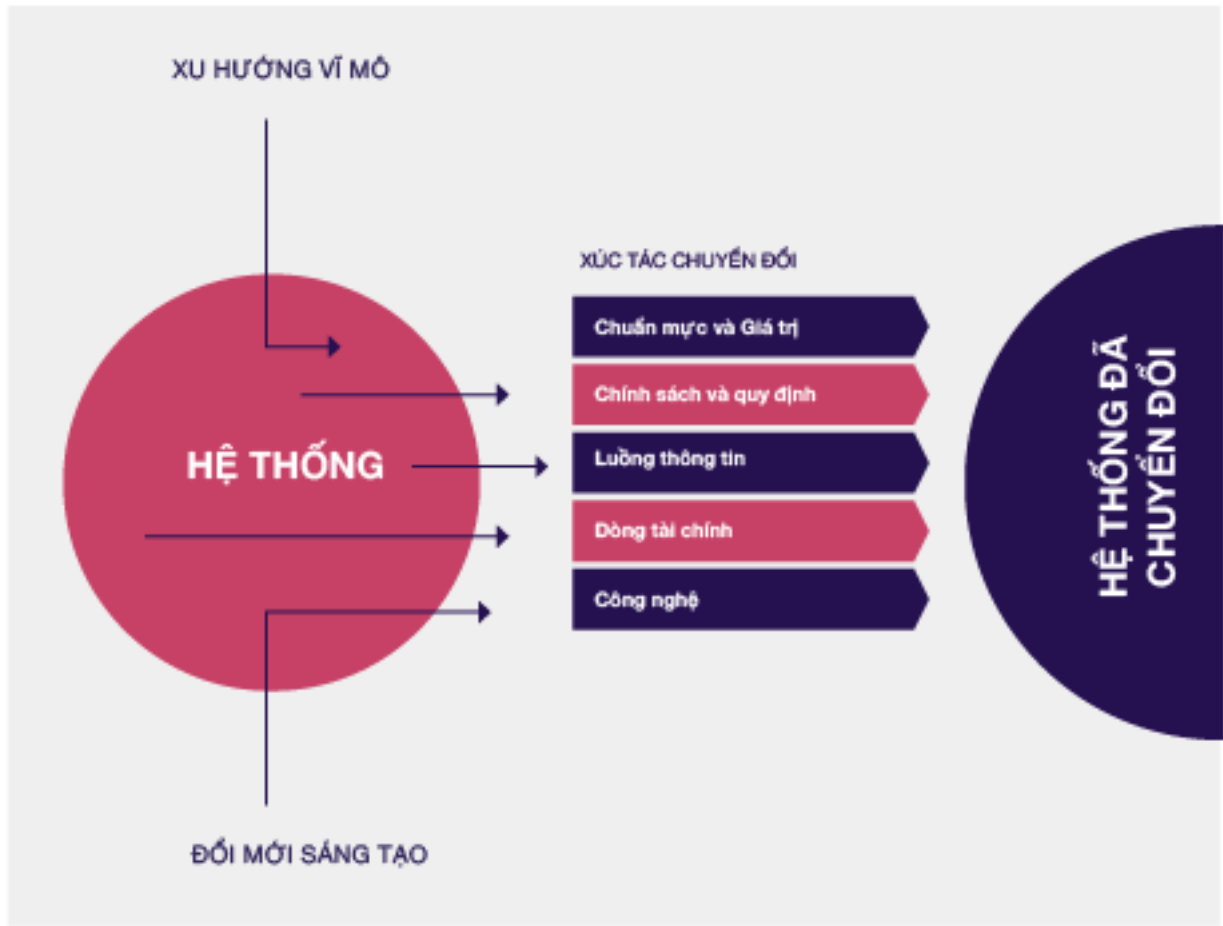 XU HƯỚNG VĨ MÔ
XÚC TÁC CHUYỂN ĐỔI
Chuẩn mực và Giá trị
Chính sách và quy định
HỆ THỐNG
Luồng thông tin
Dòng tài chính
Công nghệ
HỆ THỐNG ĐÃ
CHUYỂN ĐỔI
ĐỔI MỚI SÁNG TẠO